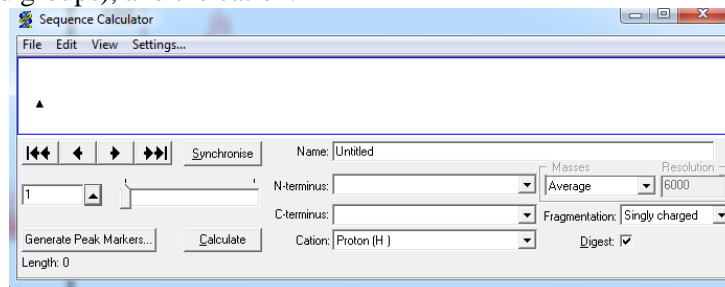 Sequence Calculator
File Edit View Settings...
Synchronise Name: Untitled
Masses Resolution
1 N-terminus: Average 6000
C-terminus: Fragmentation: Singly charged
Generate Peak Markers... Calculate Cation: Proton (H ) Digest:
Length: 0